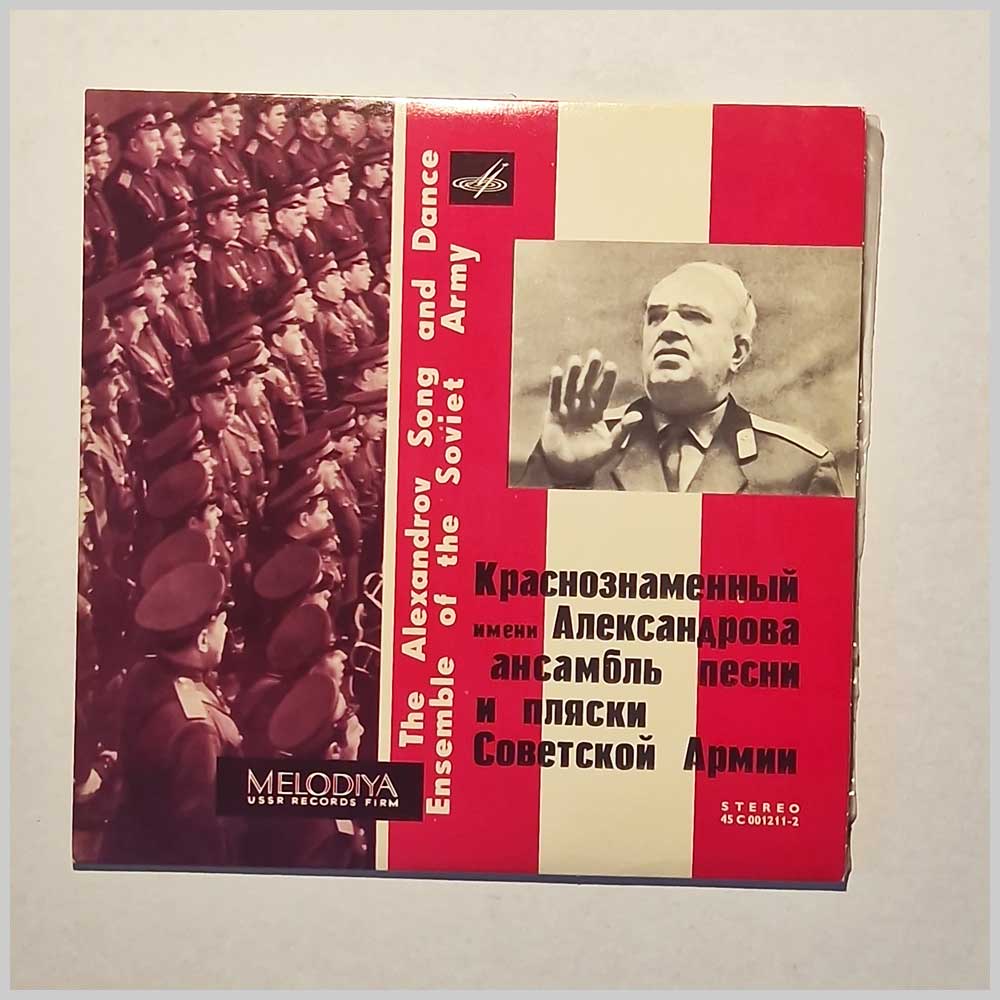 The Alexandrov Song and Dance
Ensemble of the Soviet Army
Краснознаменный
имени Александрова
ансамбль песни
и пляски
Советской Армии
MELODIYA
USSR RECORDS FIRM
STEREO
45 C 001211-2